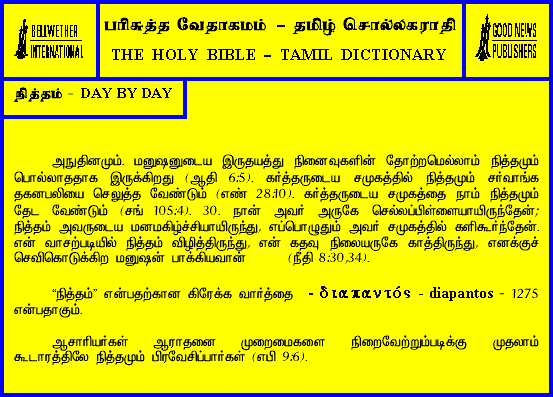 BELLWETHER
INTERNATIONAL
பரிசுத்த வேதாகமம் – தமிழ் சொல்லகராதி
THE HOLY BIBLE – TAMIL DICTIONARY
GOOD NEWS
PUBLISHERS
நித்தம் - DAY BY DAY
அநுதினமும். மனுஷனுடைய இருதயத்து நினைவுகளின் தோற்றமெல்லாம் நித்தமும்
பொல்லாததாக இருக்கிறது (ஆதி 6:5). கர்த்தருடைய சமுகத்தில் நித்தமும் சர்வாங்க
தகனபலியை செலுத்த வேண்டும் (எண் 28:10). கர்த்தருடைய சமுகத்தை நாம் நித்தமும்
தேட வேண்டும் (சங் 105:4). 30. நான் அவர் அருகே செல்லப்பிள்ளையாயிருந்தேன்;
நித்தம் அவருடைய மனமகிழ்ச்சியாயிருந்து, எப்பொழுதும் அவர் சமுகத்தில் களிகூர்ந்தேன்.
என் வாசற்படியில் நித்தம் விழித்திருந்து, என் கதவு நிலையருகே காத்திருந்து, எனக்குச்
செவிகொடுக்கிற மனுஷன் பாக்கியவான் (நீதி 8:30,34).
“நித்தம்” என்பதற்கான கிரேக்க வார்த்தை - διαπαντός - diapantos - 1275
என்பதாகும்.
ஆசாரியர்கள் ஆராதனை முறைமைகளை நிறைவேற்றும்படிக்கு முதலாம்
கூடாரத்திலே நித்தமும் பிரவேசிப்பார்கள் (எபி 9:6).